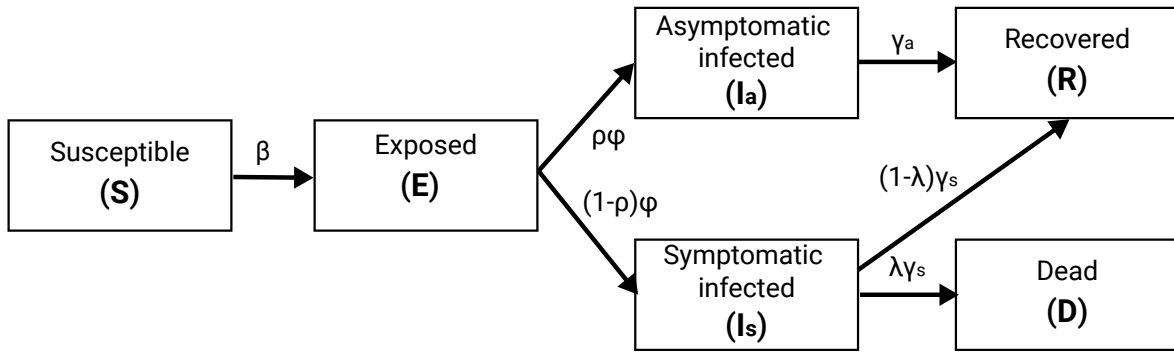 Susceptible
(S)
β
Exposed
(E)
ρφ
(1-ρ)φ
Asymptomatic
infected
(Ia)
γa
Recovered
(R)
Symptomatic
infected
(Is)
(1-λ)γs
λγs
Dead
(D)